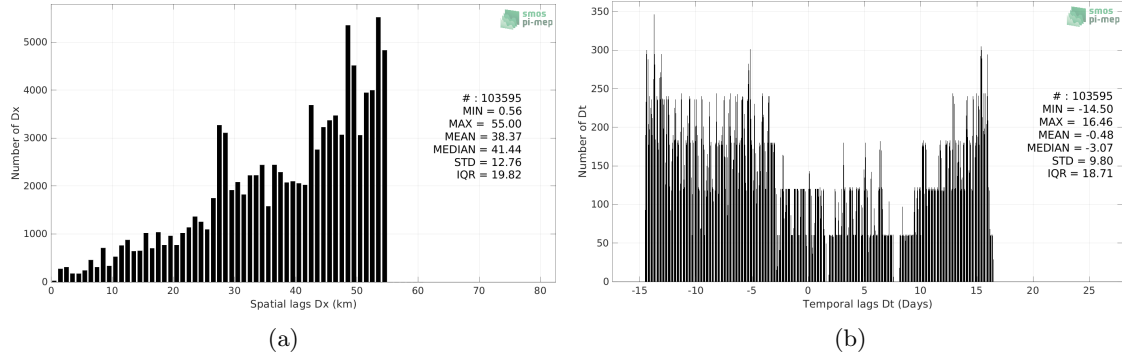 smos
pi-mep
Number of Dx
5000
4000
3000
2000
1000
0
# : 103595
MIN = 0.56
MAX = 55.00
MEAN = 38.37
MEDIAN = 41.44
STD = 12.76
IQR = 19.82
0 10 20 30 40 50 60 70 80
Spatial lags Dx (km)
(a)
smos
pi-mep
Number of Dt
350
300
250
200
150
100
50
0
# : 103595
MIN = -14.50
MAX = 16.46
MEAN = -0.48
MEDIAN = -3.07
STD = 9.80
IQR = 18.71
-15 -10 -5 0 5 10 15 20 25
Temporal lags Dt (Days)
(b)